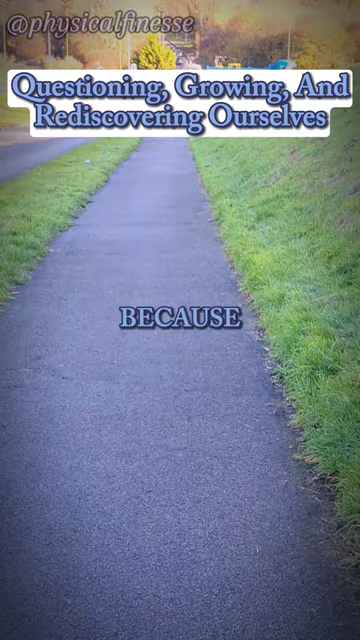 @physicalfinesse
Questioning, Growing, And
Rediscovering Ourselves
BECAUSE